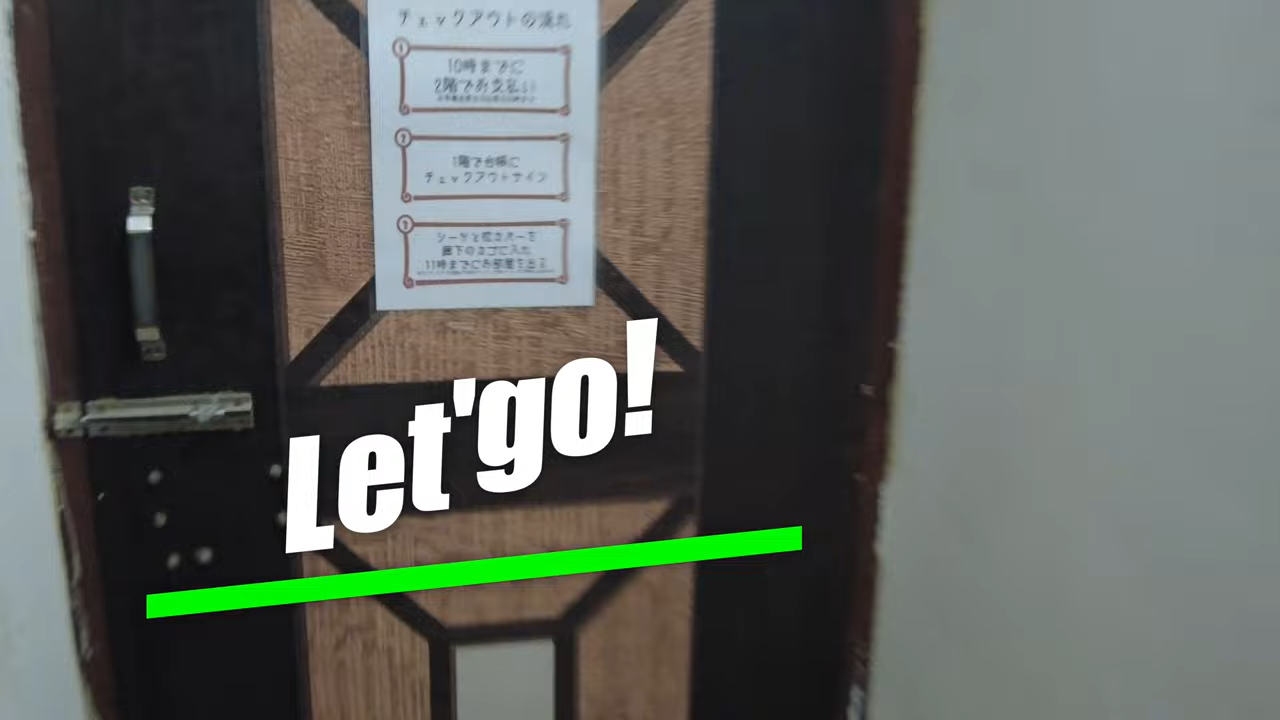 チェックアウトの流れ
1
10時までに
2階でお支払い
2
1階で台帳に
チェックアウトサイン
3
シーツと枕カバーを
廊下のカゴに入れ
11時までにお部屋を出る
Let'go!